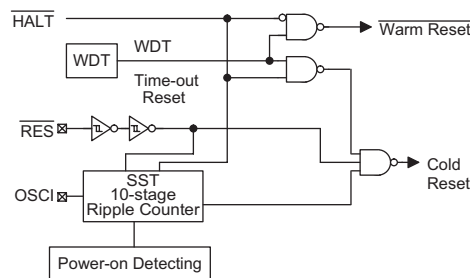 HALT
Warm Reset
WDT
WDT
Time-out
Reset
RES
Cold
Reset
OSCI
SST
10-stage
Ripple Counter
Power-on Detecting